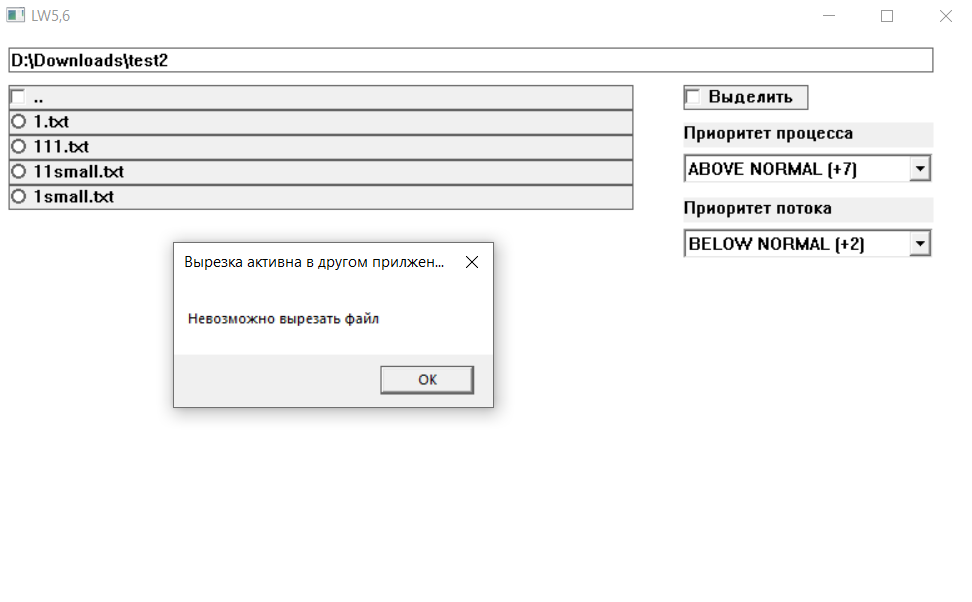 LW5,6
D:\Downloads\test2
..
1.txt
111.txt
11small.txt
1small.txt
Выделить
Приоритет процесса
ABOVE NORMAL (+7)
Приоритет потока
BELOW NORMAL (+2)
Вырезка активна в другом прилжен...
Невозможно вырезать файл
OK